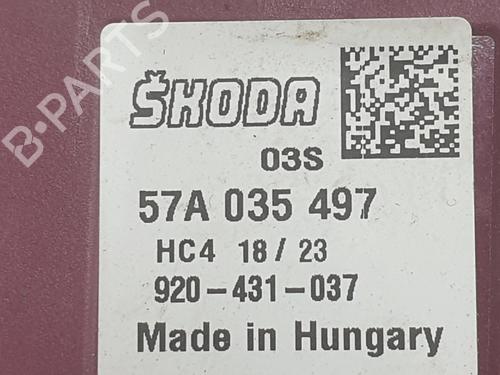 B-PARTS
ŠKODA
03S
57A 035 497
HC4 18 / 23
920-431-037
Made in Hungary